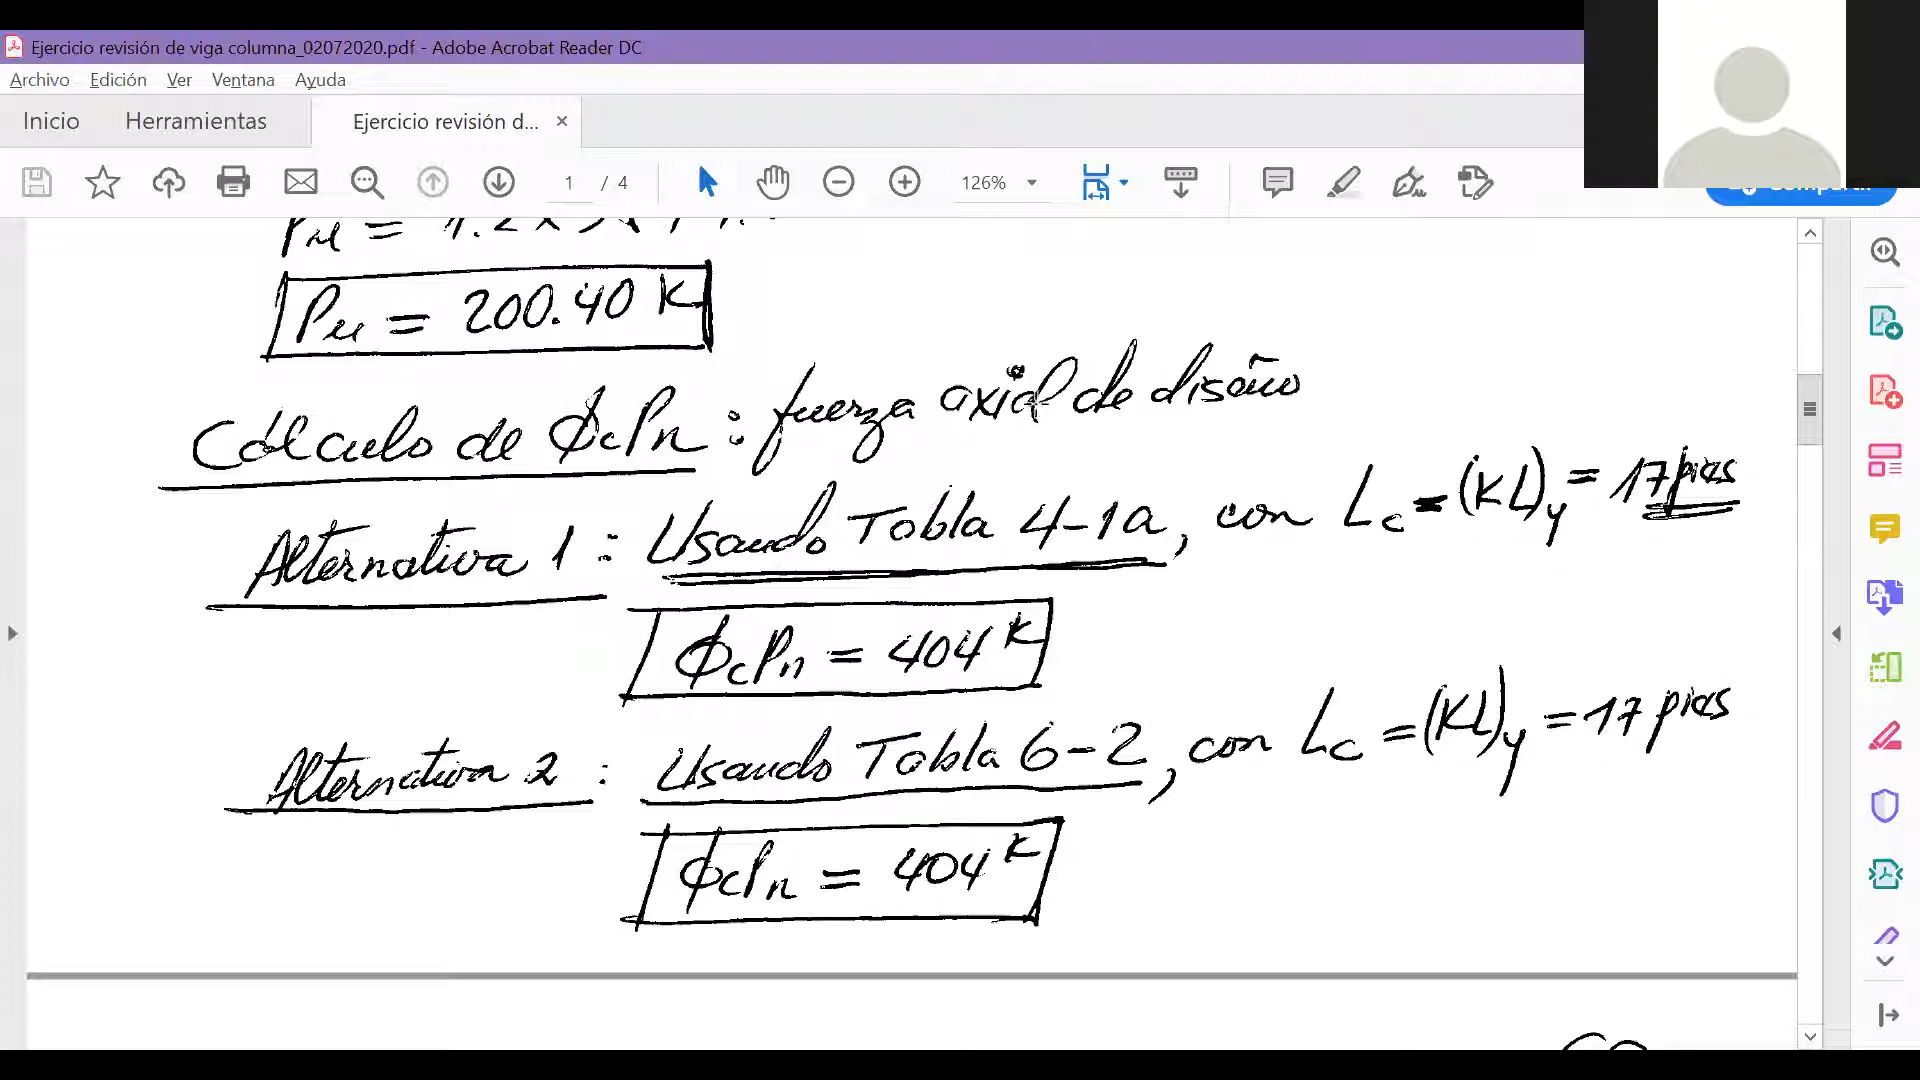 Ejercicio revisión de viga columna_02072020.pdf - Adobe Acrobat Reader DC
Archivo Edición Ver Ventana Ayuda
Inicio Herramientas Ejercicio revisión d... ×
1 / 4 126%
Pu = 1.2 x
Pu = 200.40 K
Cálculo de ϕcPn : fuerza axial de diseño
Alternativa 1 : Usando Tabla 4-1a, con Lc = (KL)y = 17 pies
ϕcPn = 404 K
Alternativa 2 : Usando Tabla 6-2, con Lc = (KL)y = 17 pies
ϕcPn = 404 K